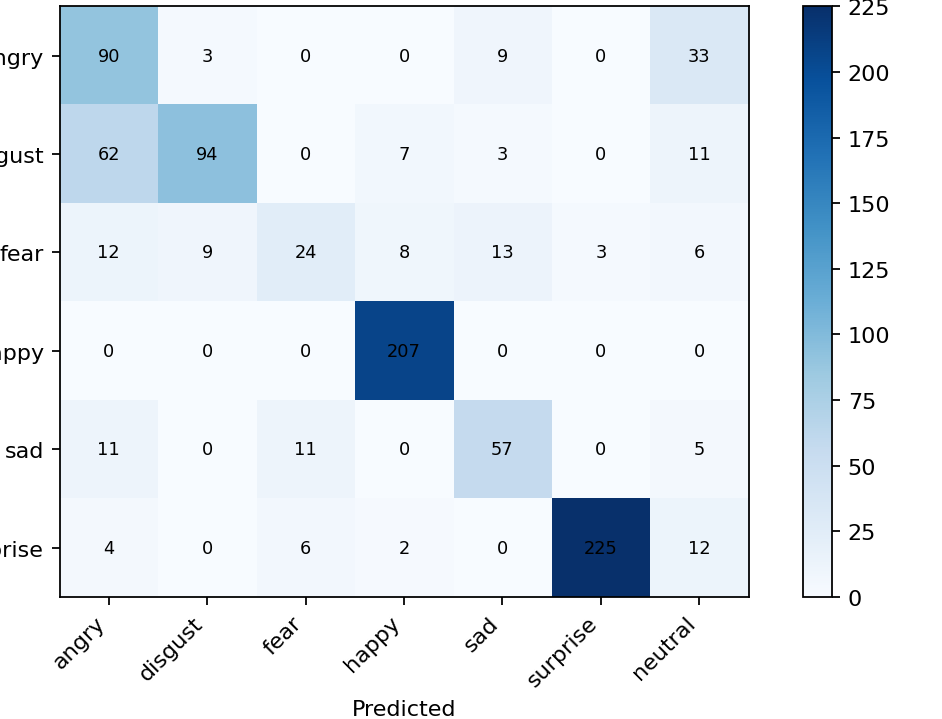 ngry 90 3 0 0 9 0 33
gust 62 94 0 7 3 0 11
fear 12 9 24 8 13 3 6
appy 0 0 0 207 0 0 0
sad 11 0 11 0 57 0 5
rise 4 0 6 2 0 225 12
angry disgust fear happy sad surprise neutral
Predicted
225
200
175
150
125
100
75
50
25
0